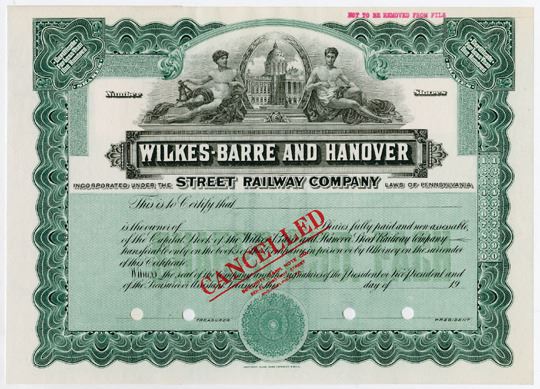 NOT TO BE REMOVED FROM FILE
Number
Shares
WILKES-BARRE AND HANOVER
INCORPORATED UNDER THE STREET RAILWAY COMPANY LAWS OF PENNSYLVANIA
This is to Certify that
is the owner of Shares fully paid and non assessable,
of the Capital Stock of the Wilkes-Barre and Hanover Street Railway Company
transferable only on the books of the Company in person or by Attorney on the surrender
of this Certificate.
Witness the seal of the Company and the signatures of the President or Vice President and
of the Treasurer or Assistant Treasurer this day of 19
CANCELLED
TREASURER
PRESIDENT